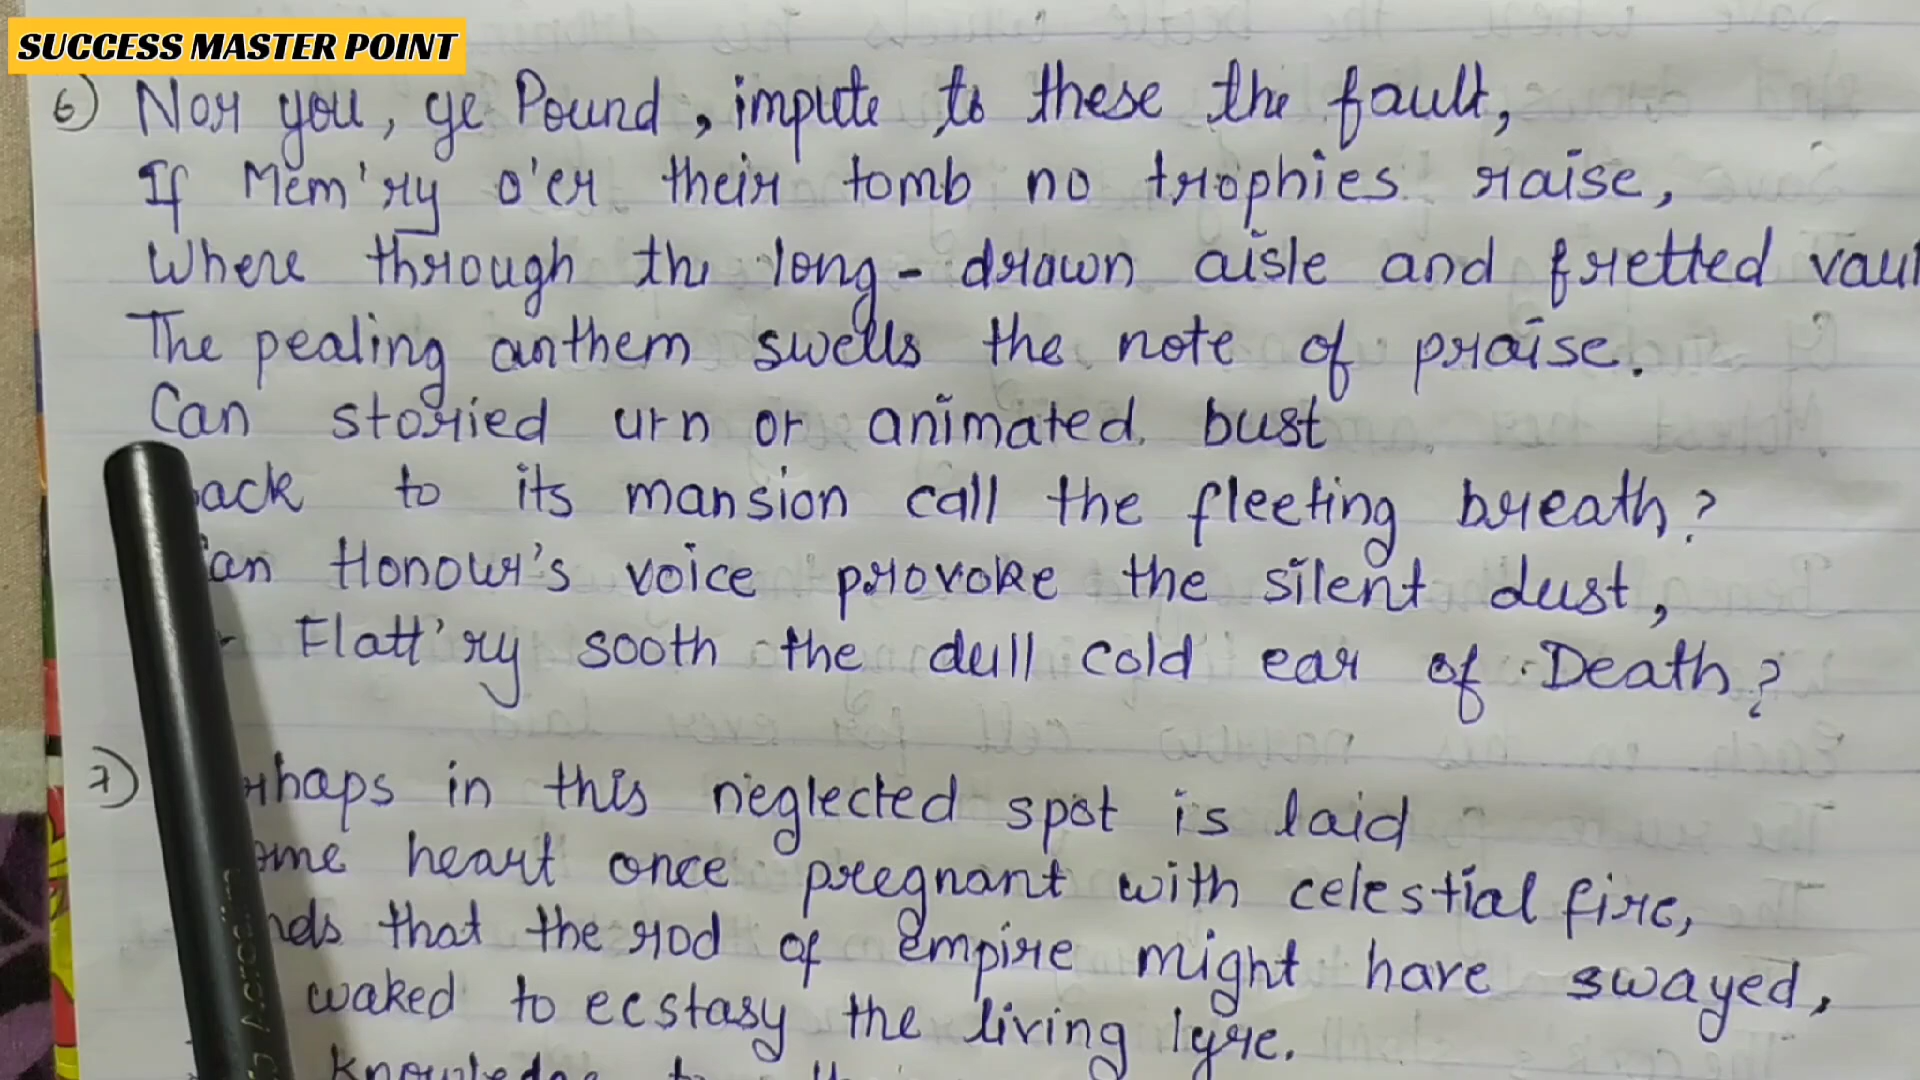 SUCCESS MASTER POINT
6) Nor you, ye Pound, impute to these the fault,
If Mem'ry o'er their tomb no trophies raise,
Where through the long-drawn aisle and fretted
The pealing anthem swells the note of praise.
Can storied urn or animated bust
ack to its mansion call the fleeting breath?
an Honour's voice provoke the silent dust,
Flatt'ry sooth the dull cold ear of Death?
7) rhaps in this neglected spot is laid
ome heart once pregnant with celestial fire,
nds that the rod of empire might have swayed,
waked to ecstasy the living lyre.